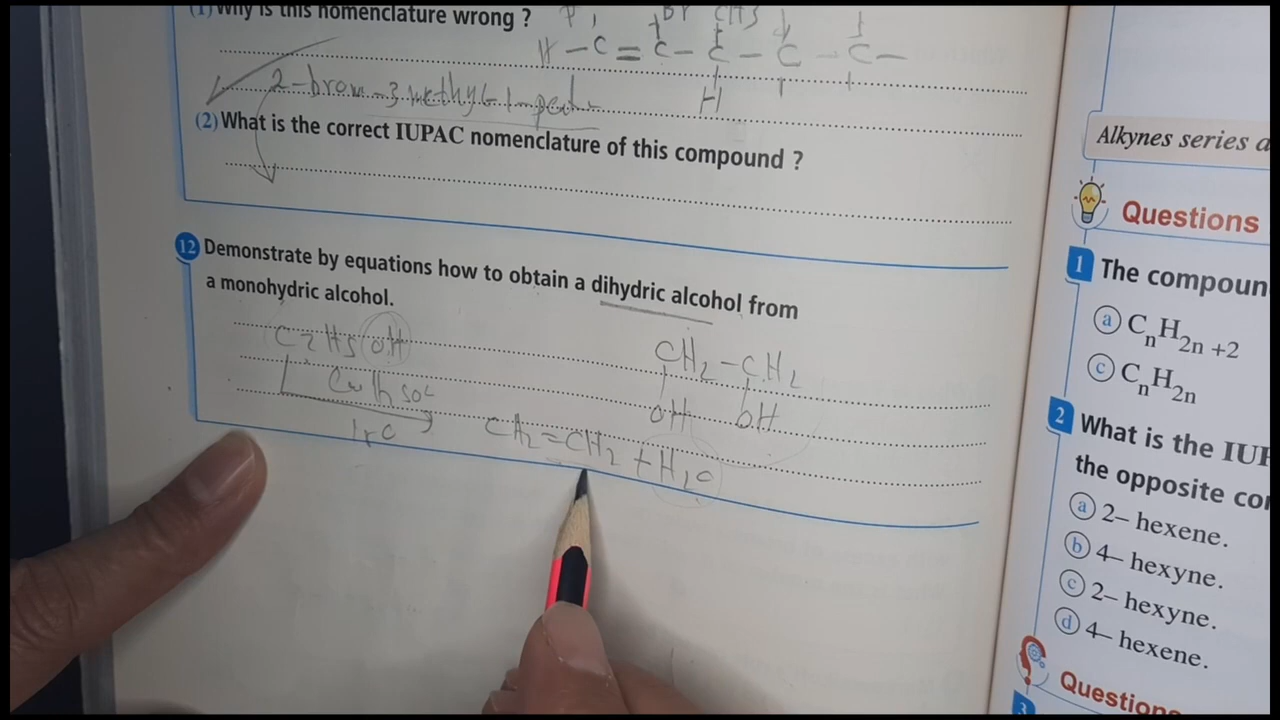 (1) Why is this nomenclature wrong ?
Br CH3
H - C = C - C - C - C -
H
2-brom-3 methyl-1-
(2) What is the correct IUPAC nomenclature of this compound ?
12 Demonstrate by equations how to obtain a dihydric alcohol from
a monohydric alcohol.
C2H5OH
CH2-CH2
OH OH
CH2=CH2 + H2O
Alkynes series a
Questions
1 The compoun
a CnH2n+2
c CnH2n
2 What is the IUP
the opposite co
a 2– hexene.
b 4– hexyne.
c 2– hexyne.
d 4– hexene.
Questions
3